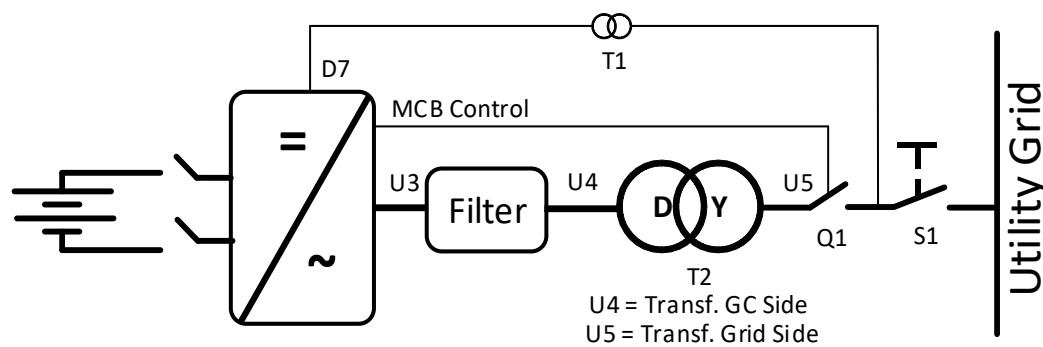 T1
D7
MCB Control
=
~
U3
Filter
U4
D
Y
U5
Q1
S1
T2
U4 = Transf. GC Side
U5 = Transf. Grid Side
Utility Grid